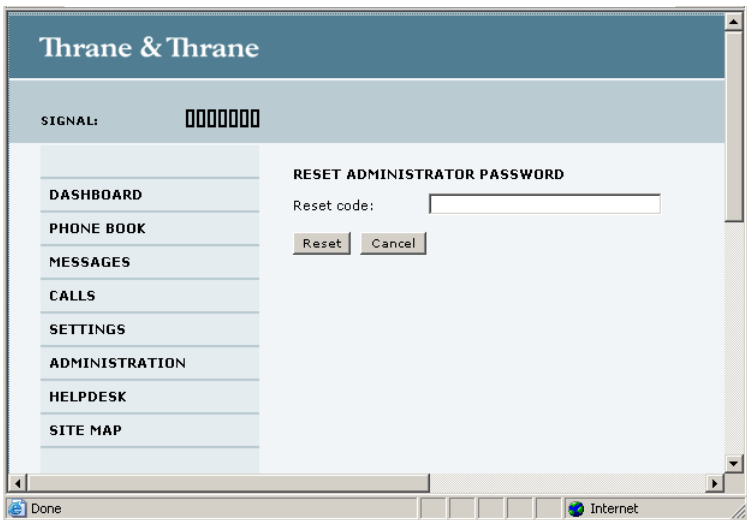 Thrane & Thrane
SIGNAL:
DASHBOARD
PHONE BOOK
MESSAGES
CALLS
SETTINGS
ADMINISTRATION
HELPDESK
SITE MAP
RESET ADMINISTRATOR PASSWORD
Reset code:
Reset Cancel
Done Internet